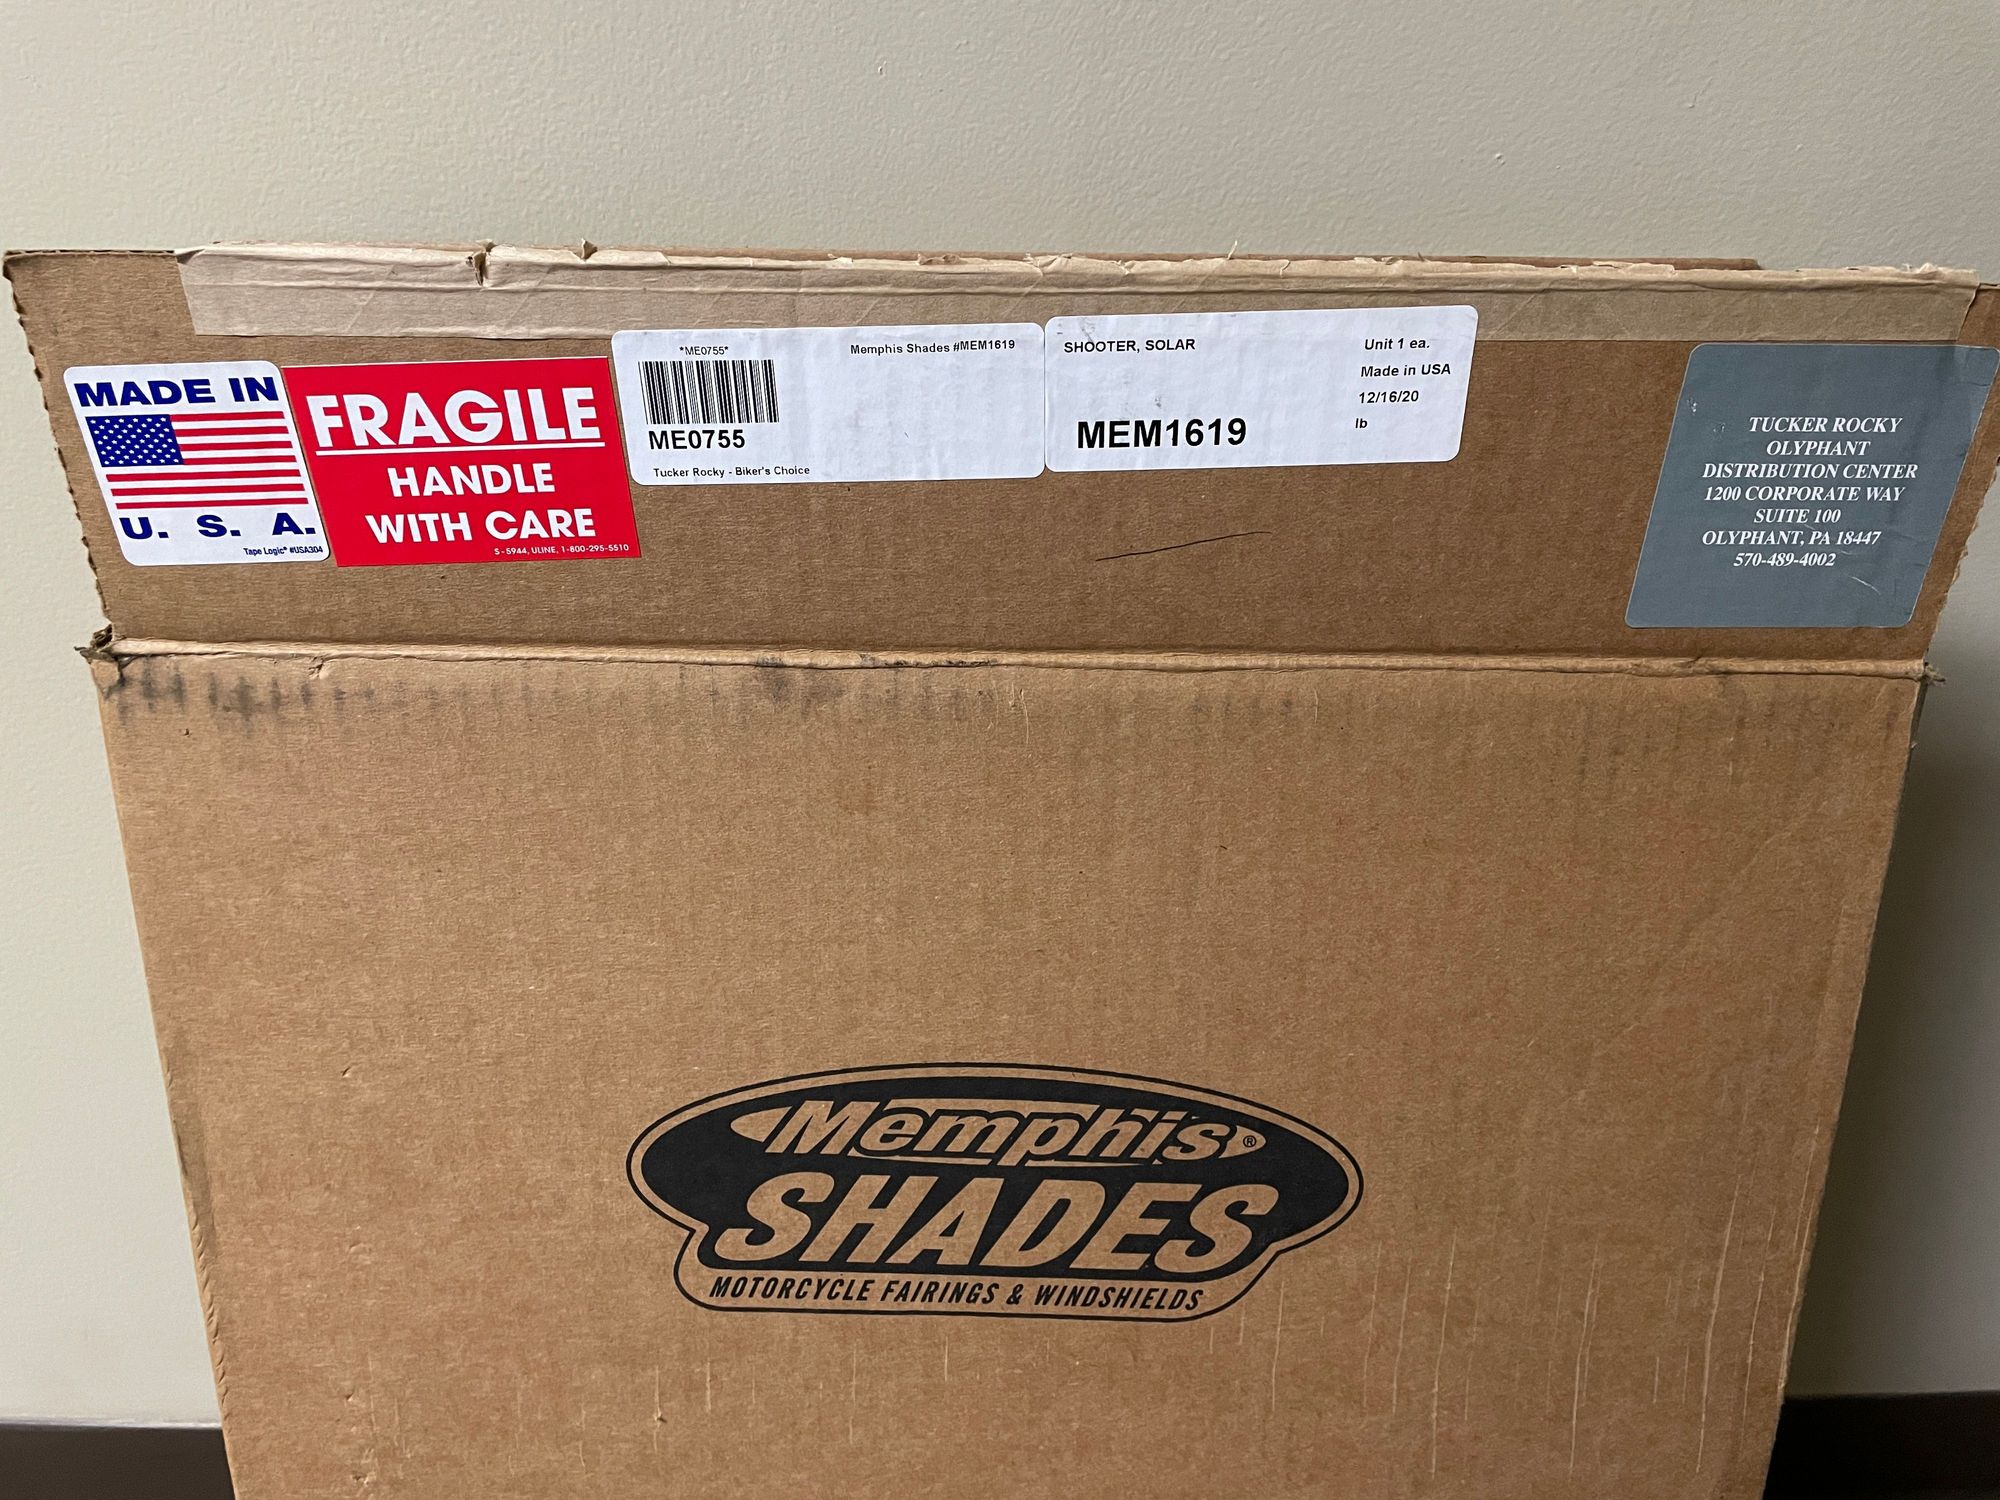 MADE IN
U. S. A.
Tape Logic® #USA304
FRAGILE
HANDLE
WITH CARE
S-5944, ULINE, 1-800-295-5510
*ME0755*
Memphis Shades #MEM1619
ME0755
Tucker Rocky - Biker's Choice
SHOOTER, SOLAR
Unit 1 ea.
Made in USA
12/16/20
lb
MEM1619
TUCKER ROCKY
OLYPHANT
DISTRIBUTION CENTER
1200 CORPORATE WAY
SUITE 100
OLYPHANT, PA 18447
570-489-4002
Memphis®
SHADES
MOTORCYCLE FAIRINGS & WINDSHIELDS